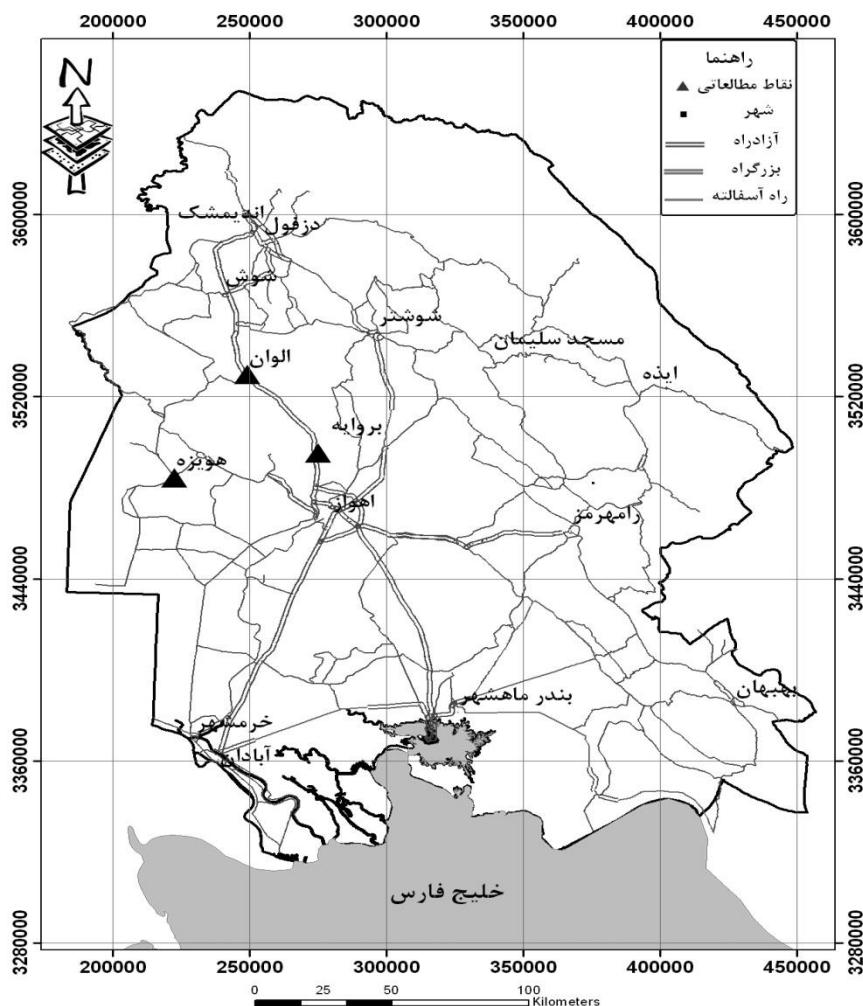 200000 250000 300000 350000 400000 450000
N
راهنما
نقاط مطالعاتی
شهر
آزادراه
بزرگراه
راه آسفالته
3600000 3600000
اندیمشک
دزفول
شوش
شوشتر
مسجد سلیمان
الوان
ایذه
3520000 3520000
بروایه
هویزه
اهواز
رامهرمز
3440000 3440000
بهبهان
بندر ماهشهر
خرمشهر
آبادان
3360000 3360000
خلیج فارس
3280000 3280000
200000 250000 300000 350000 400000 450000
0 25 50 100
Kilometers